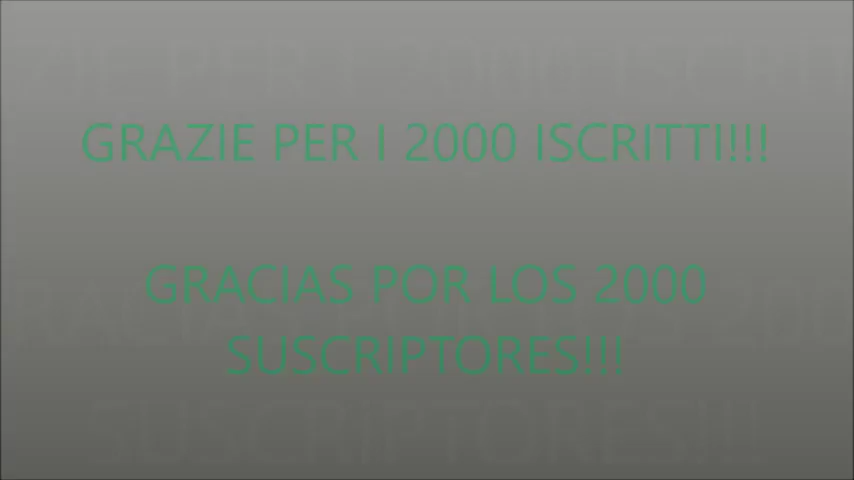 GRAZIE PER I 2000 ISCRITTI!!!
GRACIAS POR LOS 2000
SUSCRIPTORES!!!